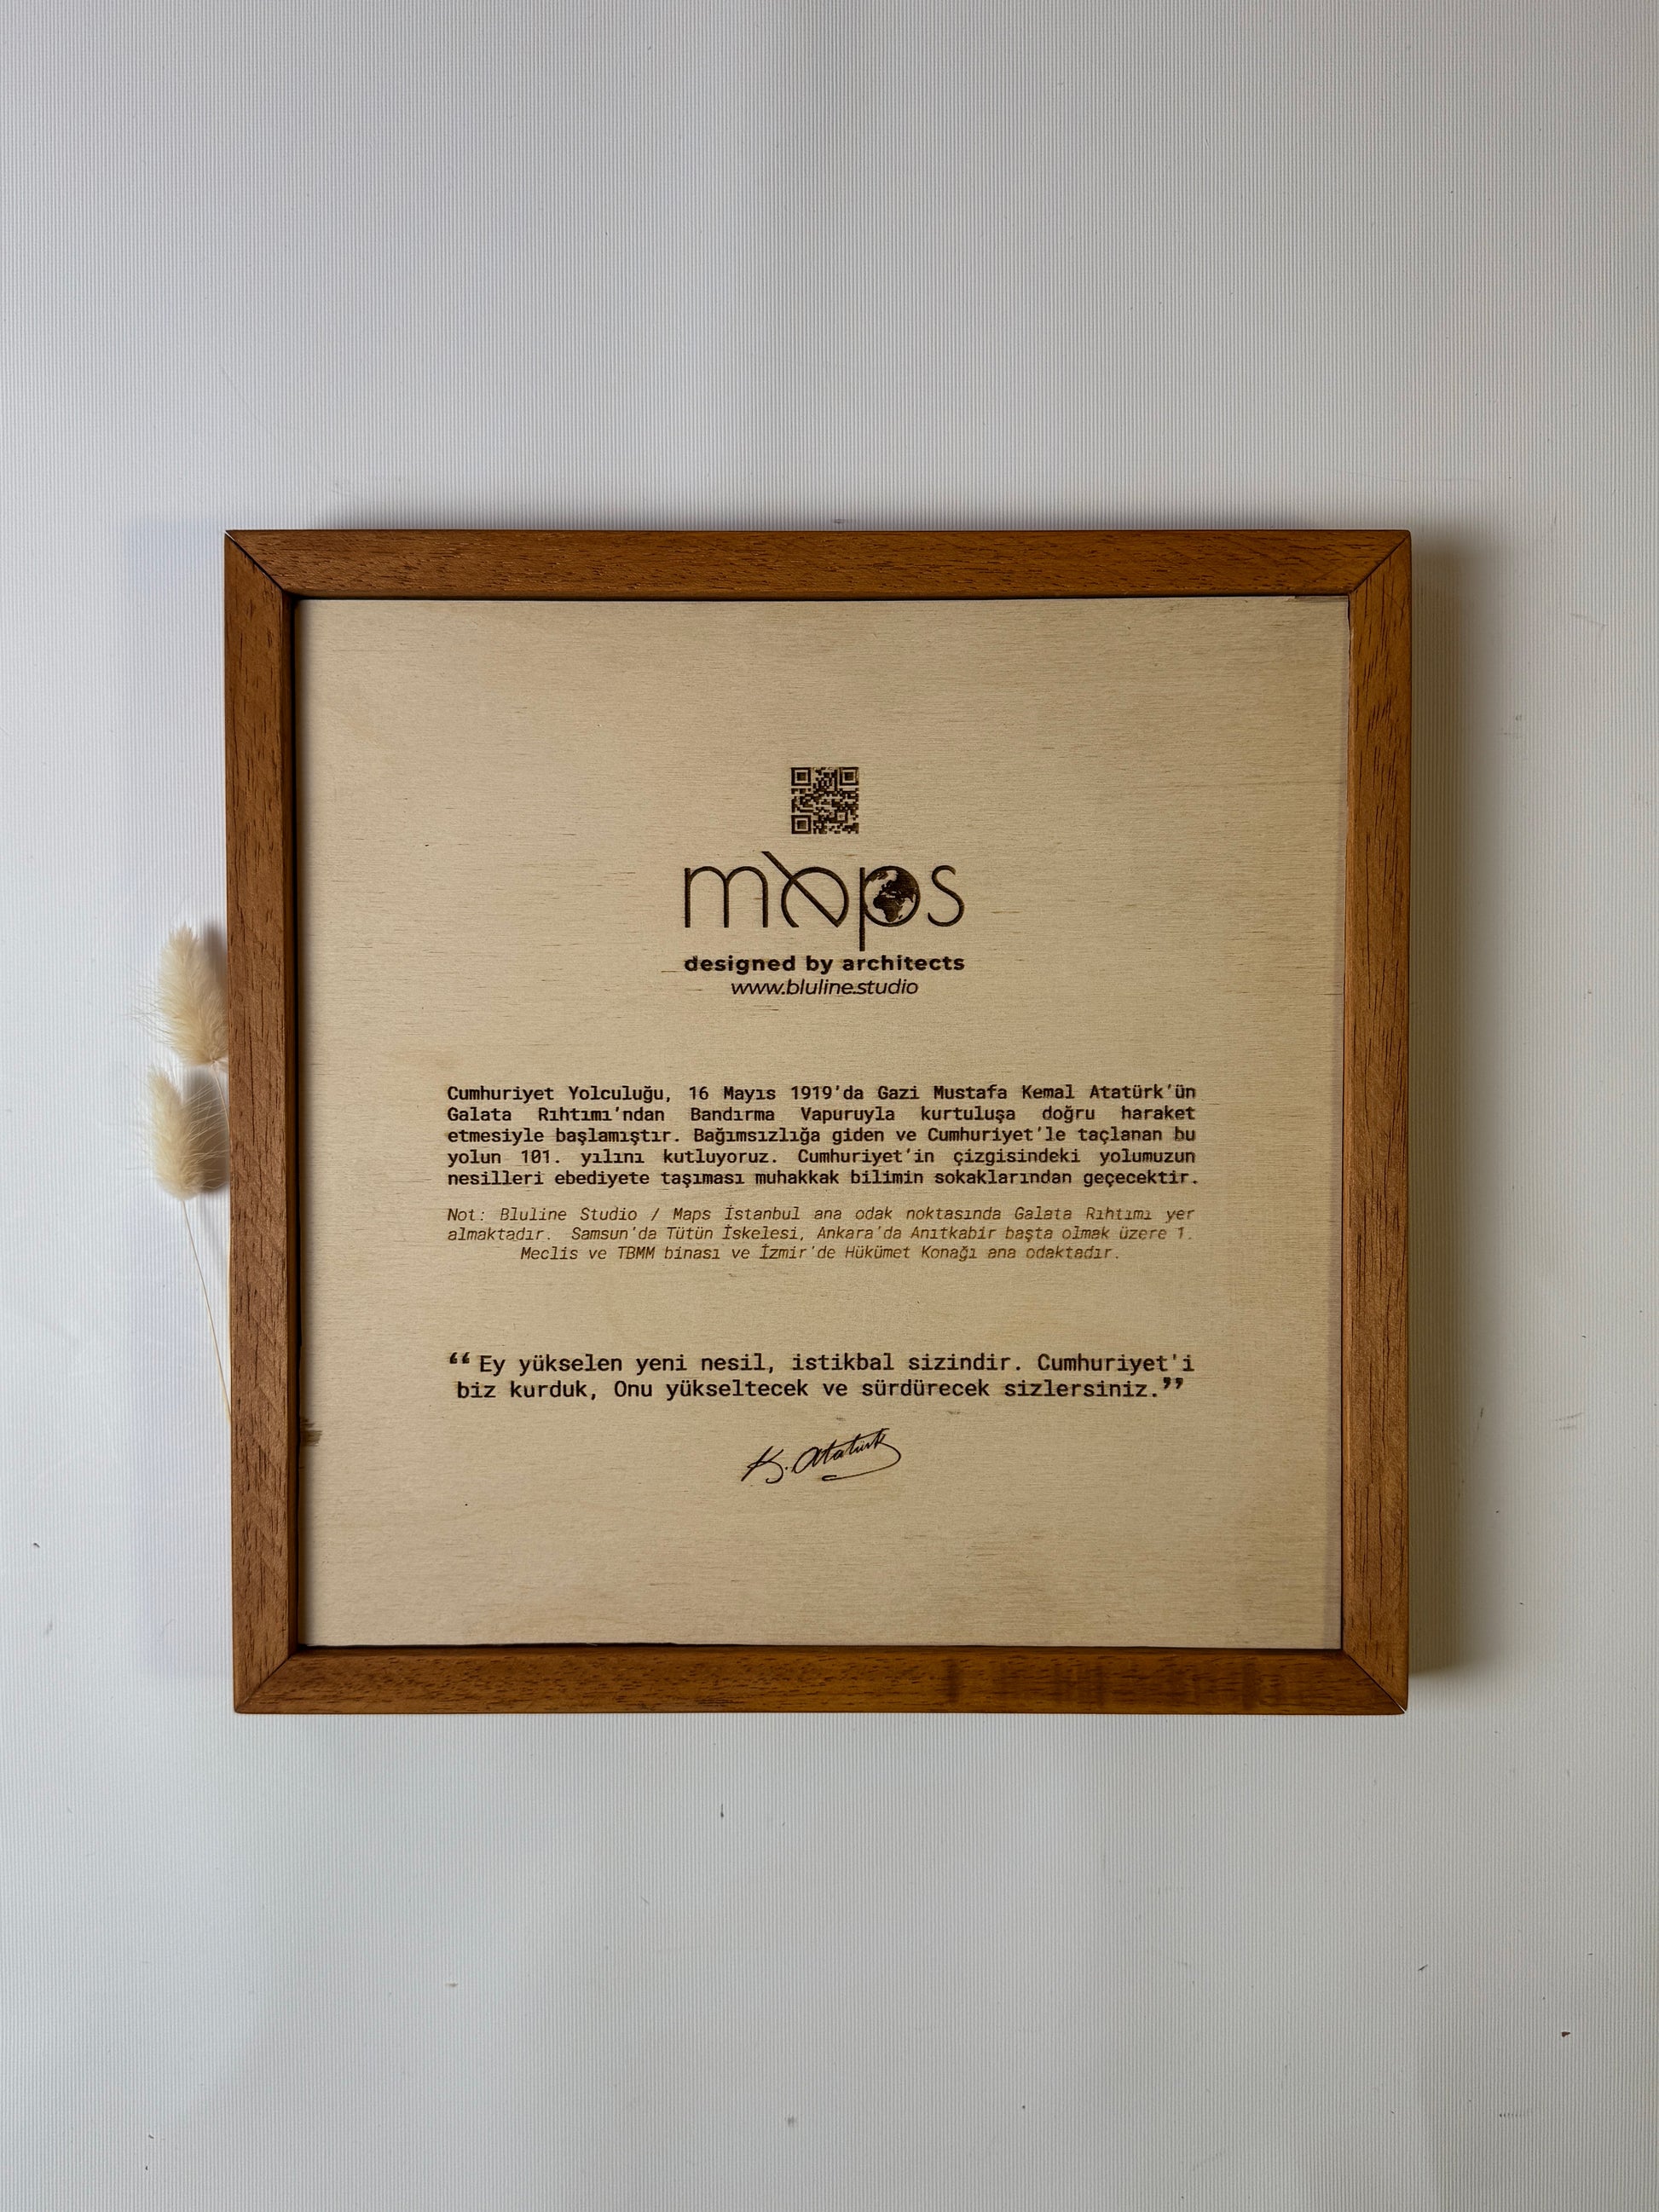 maps
designed by architects
www.bluline.studio
Cumhuriyet Yolculuğu, 16 Mayıs 1919'da Gazi Mustafa Kemal Atatürk'ün
Galata Rıhtımı'ndan Bandırma Vapuruyla kurtuluşa doğru haraket
etmesiyle başlamıştır. Bağımsızlığa giden ve Cumhuriyet'le taçlanan bu
yolun 101. yılını kutluyoruz. Cumhuriyet'in çizgisindeki yolumuzun
nesilleri ebediyete taşıması muhakkak bilimin sokaklarından geçecektir.
Not: Bluline Studio / Maps İstanbul ana odak noktasında Galata Rıhtımı yer
almaktadır. Samsun'da Tütün İskelesi, Ankara'da Anıtkabir başta olmak üzere 1.
Meclis ve TBMM binası ve İzmir'de Hükümet Konağı ana odaktadır.
“Ey yükselen yeni nesil, istikbal sizindir. Cumhuriyet'i
biz kurduk, Onu yükseltecek ve sürdürecek sizlersiniz.”
K. Atatürk